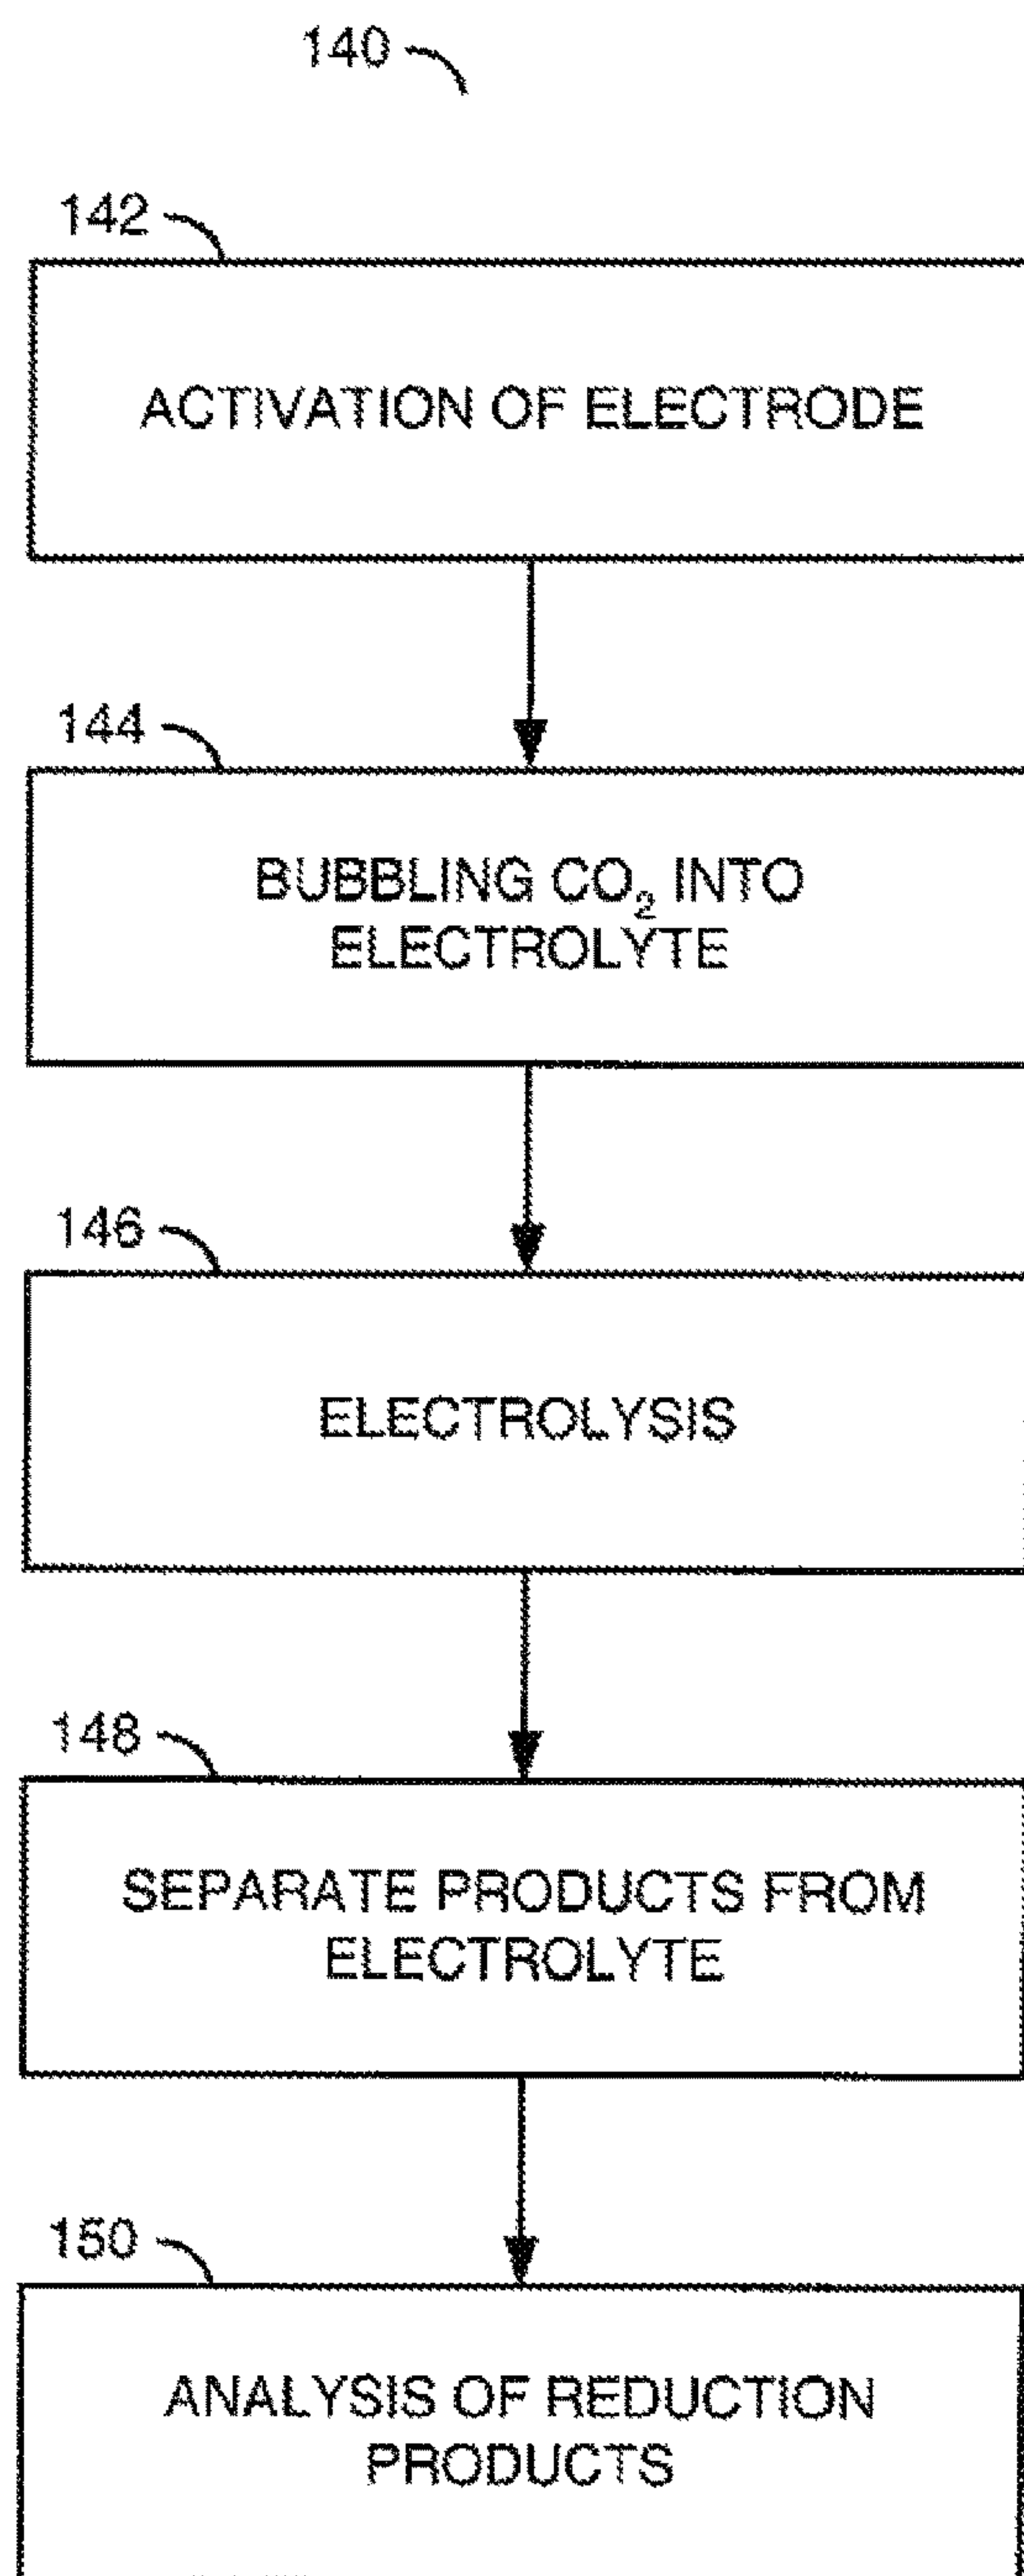 140
142
ACTIVATION OF ELECTRODE
144
BUBBLING CO₂ INTO
ELECTROLYTE
146
ELECTROLYSIS
148
SEPARATE PRODUCTS FROM
ELECTROLYTE
150
ANALYSIS OF REDUCTION
PRODUCTS